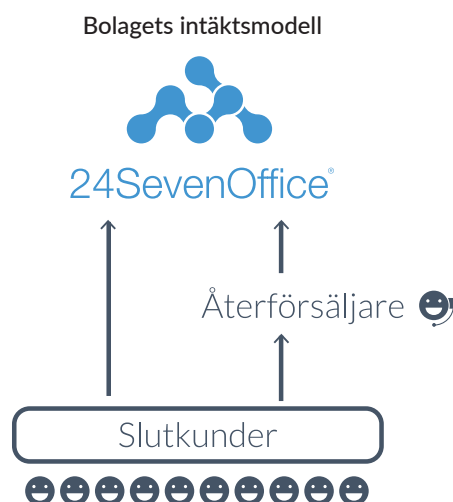 Bolagets intäktsmodell
24SevenOffice®
Återförsäljare
Slutkunder